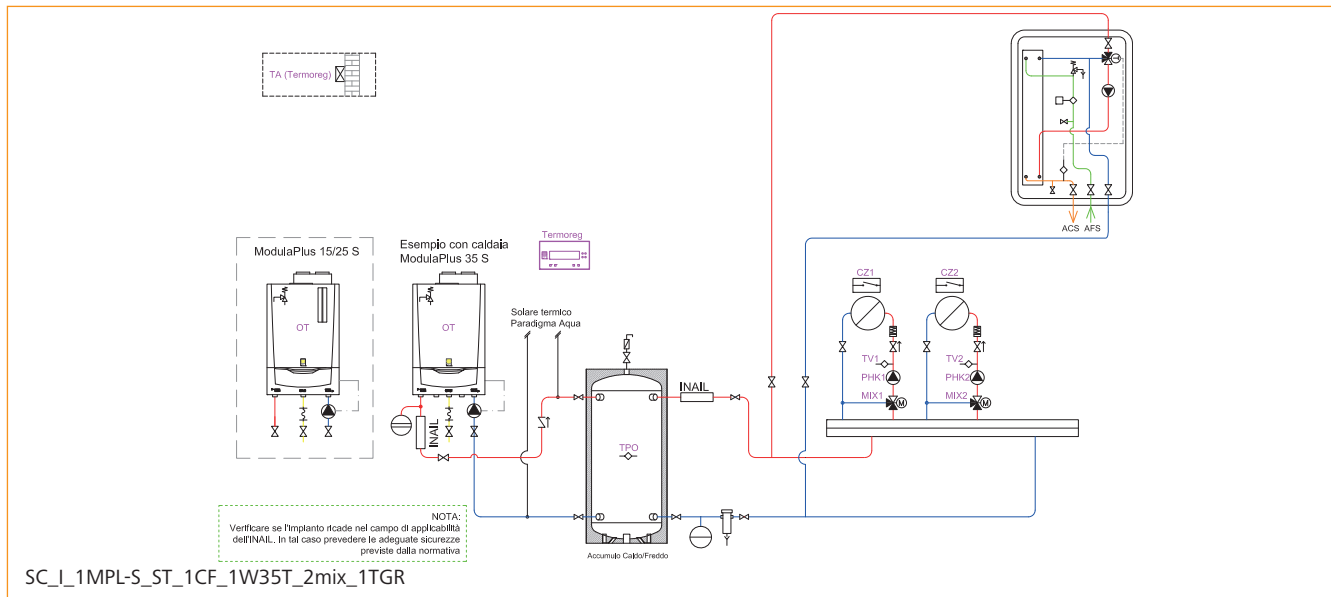 TA (Termoreg)
ACS
AFS
ModulaPlus 15/25 S
OT
Esempio con caldaia
ModulaPlus 35 S
OT
Termoreg
Solare termico
Paradigma Aqua
CZ1
CZ2
TV1
TV2
PHK1
PHK2
MIX1
M
MIX2
M
INAIL
INAIL
TPO
Accumulo Caldo/Freddo
NOTA:
Verificare se l'impianto ricade nel campo di applicabilità
dell'INAIL. In tal caso prevedere le adeguate sicurezze
previste dalla normativa
SC_I_1MPL-S_ST_1CF_1W35T_2mix_1TGR